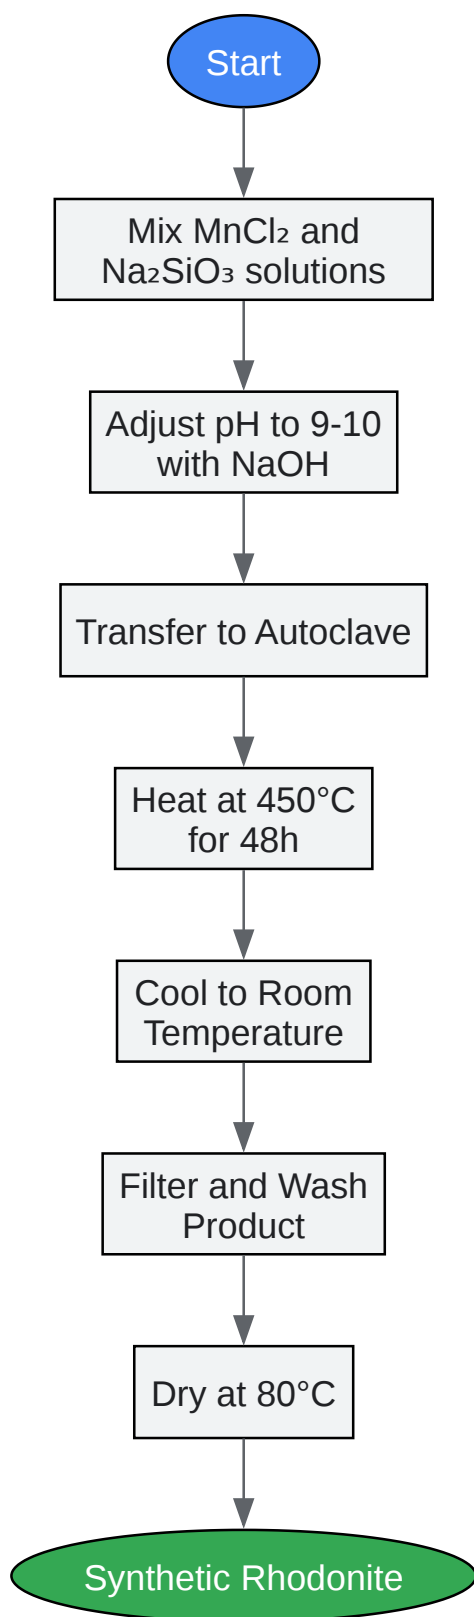 Start
Mix MnCl₂ and
Na₂SiO₃ solutions
Adjust pH to 9-10
with NaOH
Transfer to Autoclave
Heat at 450°C
for 48h
Cool to Room
Temperature
Filter and Wash
Product
Dry at 80°C
Synthetic Rhodonite